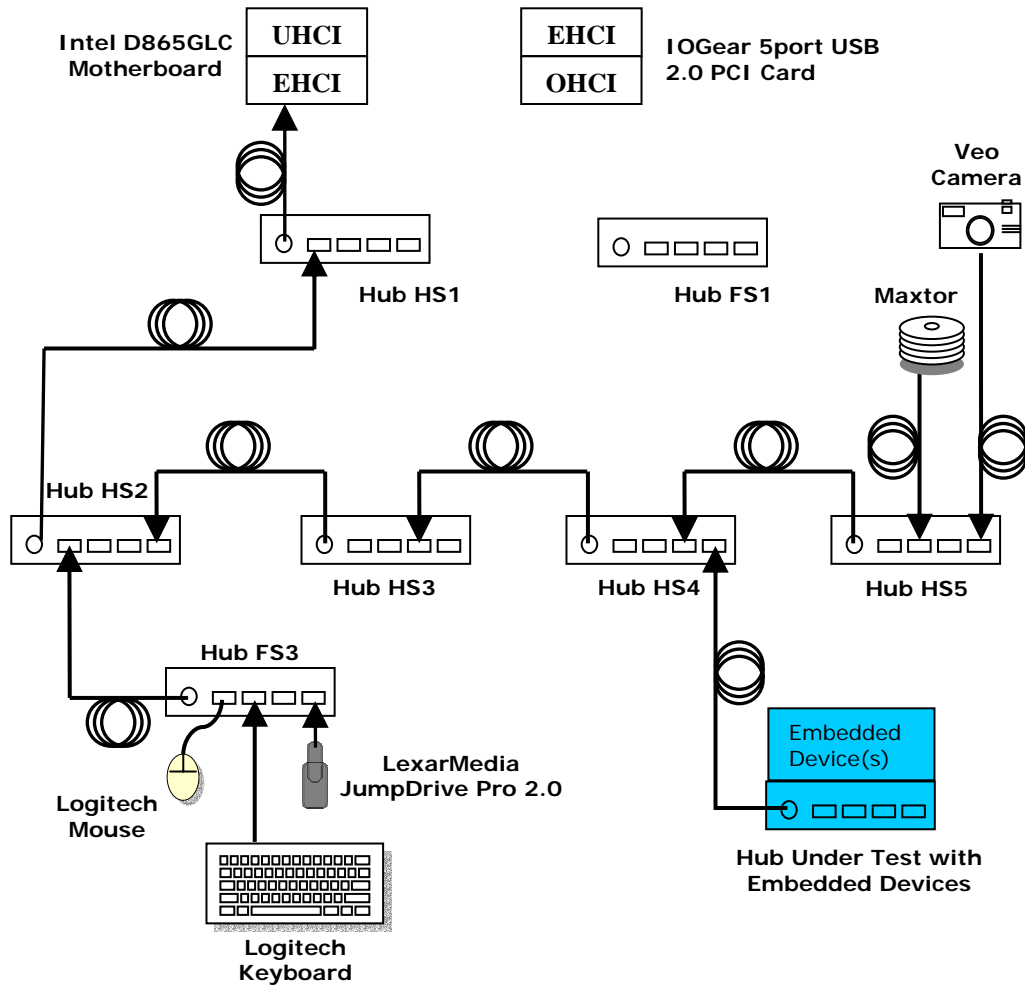 Intel D865GLC
Motherboard
UHCI
EHCI
EHCI
OHCI
IOGear 5port USB
2.0 PCI Card
Veo
Camera
Hub HS1
Hub FS1
Maxtor
Hub HS2
Hub HS3
Hub HS4
Hub HS5
Hub FS3
Logitech
Mouse
LexarMedia
JumpDrive Pro 2.0
Embedded
Device(s)
Hub Under Test with
Embedded Devices
Logitech
Keyboard